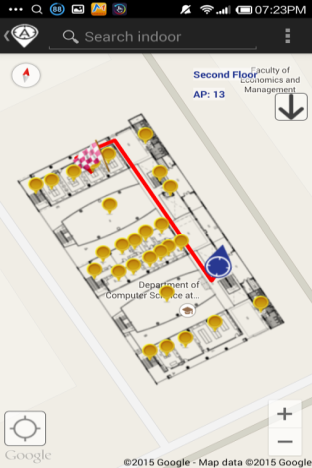 88
07:23PM
Search indoor
Second Floor
AP: 13
Faculty of
Economics and
Management
Department of
Computer Science at...
Google
©2015 Google - Map data ©2015 Google